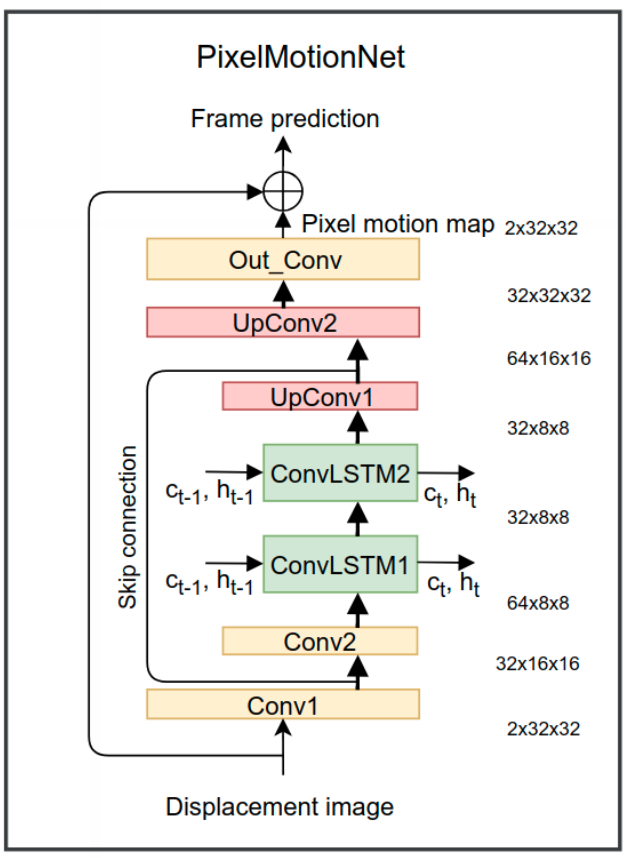 PixelMotionNet
Frame prediction
Pixel motion map 2x32x32
Out_Conv
32x32x32
UpConv2
64x16x16
UpConv1
32x8x8
ConvLSTM2
c_{t-1}, h_{t-1}
c_t, h_t
32x8x8
ConvLSTM1
c_{t-1}, h_{t-1}
c_t, h_t
64x8x8
Conv2
32x16x16
Conv1
2x32x32
Skip connection
Displacement image